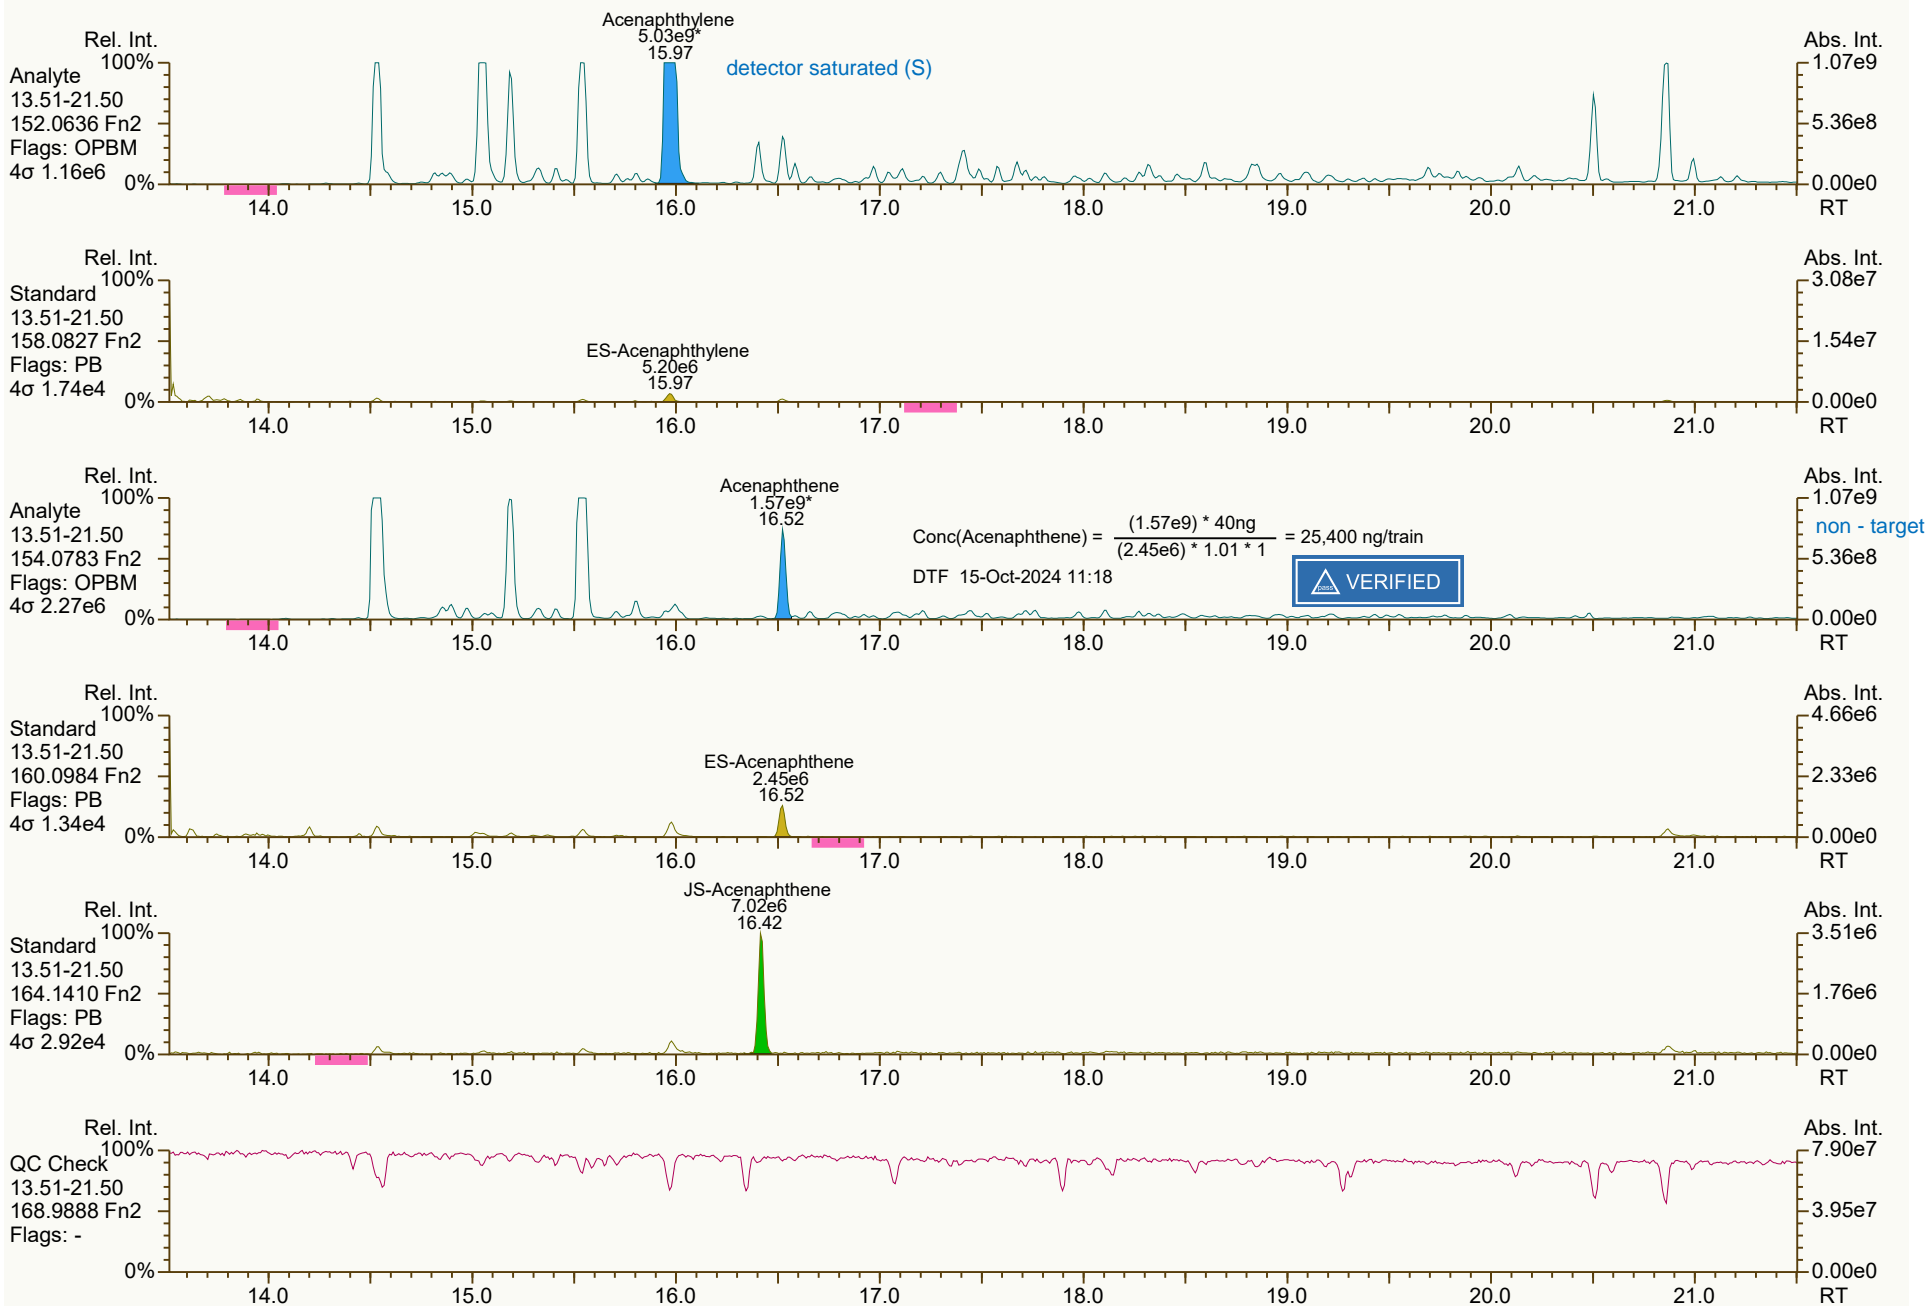 Acenaphthylene
5.03e9*
15.97
detector saturated (S)
Rel. Int.
100%
0%
Analyte
13.51-21.50
152.0636 Fn2
Flags: OPBM
4σ 1.16e6
Abs. Int.
1.07e9
5.36e8
0.00e0
14.0 15.0 16.0 17.0 18.0 19.0 20.0 21.0 RT
Rel. Int.
100%
0%
Standard
13.51-21.50
158.0827 Fn2
Flags: PB
4σ 1.74e4
ES-Acenaphthylene
5.20e6
15.97
Abs. Int.
3.08e7
1.54e7
0.00e0
14.0 15.0 16.0 17.0 18.0 19.0 20.0 21.0 RT
Rel. Int.
100%
0%
Analyte
13.51-21.50
154.0783 Fn2
Flags: OPBM
4σ 2.27e6
Acenaphthene
1.57e9*
16.52
Conc(Acenaphthene) = (1.57e9) * 40ng
(2.45e6) * 1.01 * 1 = 25,400 ng/train
DTF 15-Oct-2024 11:18
pass VERIFIED
Abs. Int.
1.07e9
non - target
5.36e8
0.00e0
14.0 15.0 16.0 17.0 18.0 19.0 20.0 21.0 RT
Rel. Int.
100%
0%
Standard
13.51-21.50
160.0984 Fn2
Flags: PB
4σ 1.34e4
ES-Acenaphthene
2.45e6
16.52
Abs. Int.
4.66e6
2.33e6
0.00e0
14.0 15.0 16.0 17.0 18.0 19.0 20.0 21.0 RT
Rel. Int.
100%
0%
Standard
13.51-21.50
164.1410 Fn2
Flags: PB
4σ 2.92e4
JS-Acenaphthene
7.02e6
16.42
Abs. Int.
3.51e6
1.76e6
0.00e0
14.0 15.0 16.0 17.0 18.0 19.0 20.0 21.0 RT
Rel. Int.
100%
0%
QC Check
13.51-21.50
168.9888 Fn2
Flags: -
Abs. Int.
7.90e7
3.95e7
0.00e0
14.0 15.0 16.0 17.0 18.0 19.0 20.0 21.0 RT